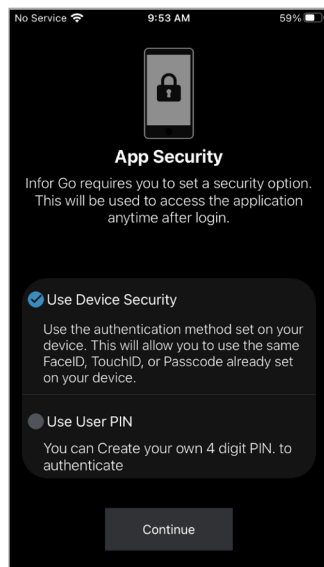 No Service 9:53 AM 59%
App Security
Infor Go requires you to set a security option.
This will be used to access the application
anytime after login.
Use Device Security
Use the authentication method set on your
device. This will allow you to use the same
FaceID, TouchID, or Passcode already set
on your device.
Use User PIN
You can Create your own 4 digit PIN. to
authenticate
Continue